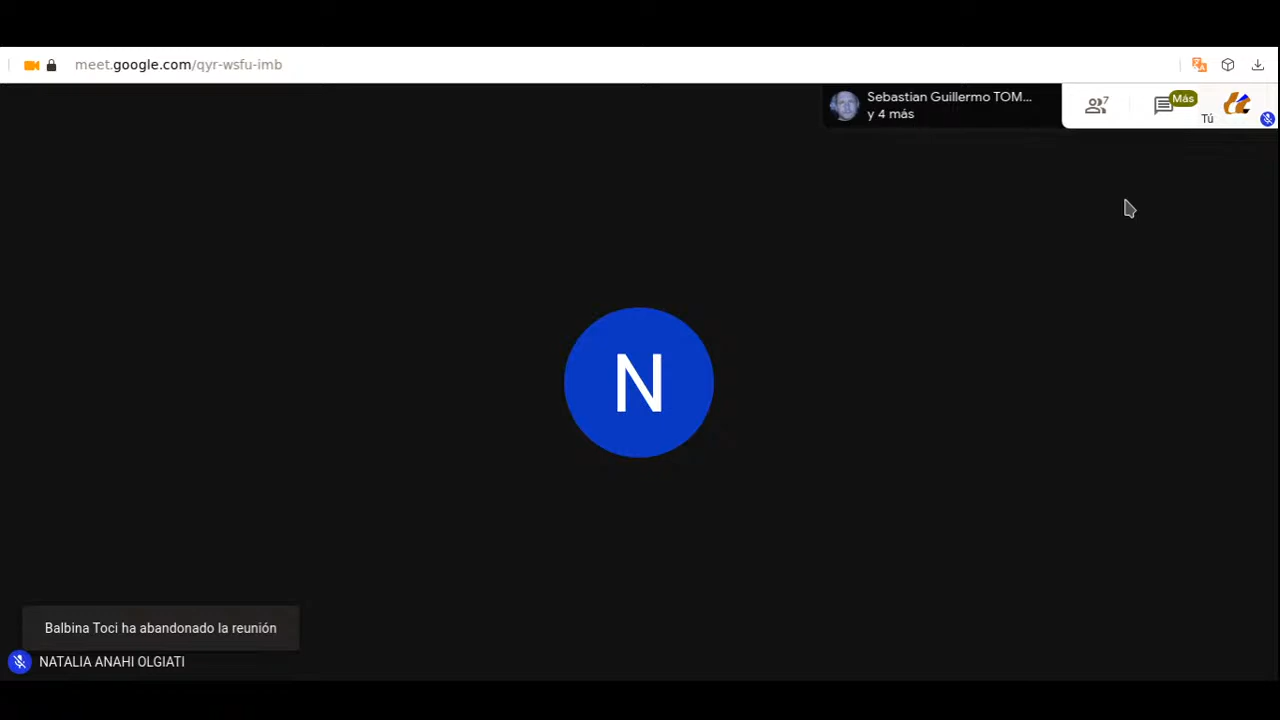 meet.google.com/qyr-wsfu-imb
Sebastian Guillermo TOM...
y 4 más
7
Más
Tú
N
Balbina Toci ha abandonado la reunión
NATALIA ANAHI OLGIATI